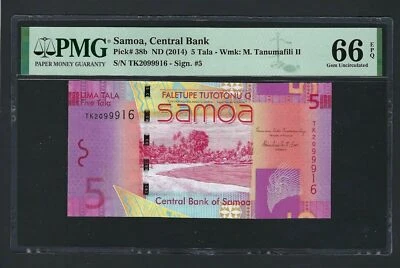 PMG
PAPER MONEY GUARANTY
Samoa, Central Bank
Pick# 38b ND (2014) 5 Tala - Wmk: M. Tanumafili II
S/N TK2099916 - Sign. #5
66 EPQ
Gem Uncirculated
LIMA TALA
Five Tala
TK2099916
FALETUPE TUTOTONU O
SAMOA
5
TK2099916
5
Central Bank of Samoa